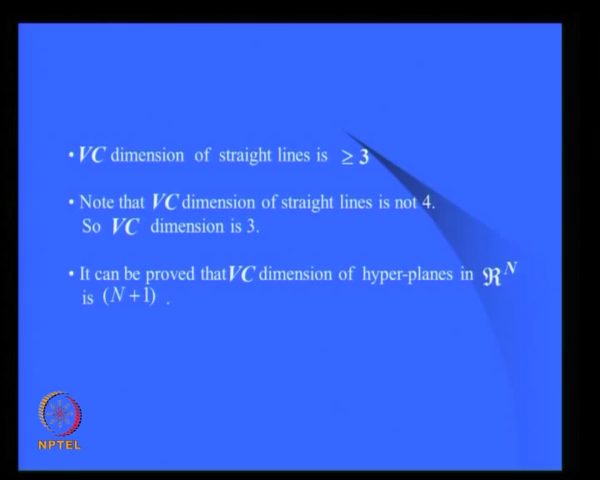 • VC dimension of straight lines is ≥ 3
• Note that VC dimension of straight lines is not 4.
So VC dimension is 3.
• It can be proved that VC dimension of hyper-planes in ℜ^N
is (N+1) .
NPTEL